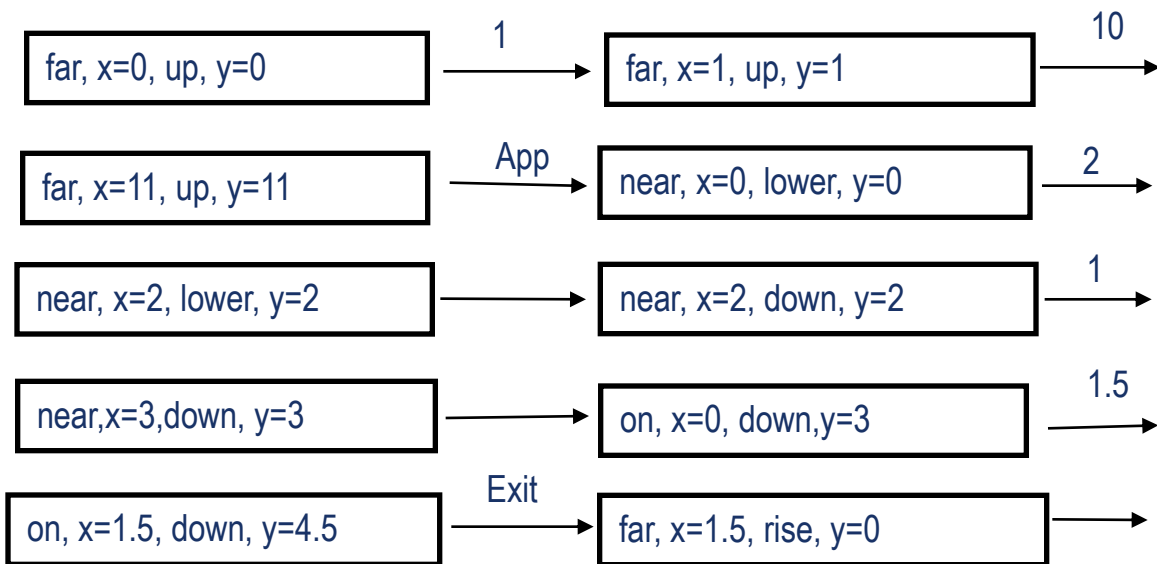 far, x=0, up, y=0
1
far, x=1, up, y=1
10
far, x=11, up, y=11
App
near, x=0, lower, y=0
2
near, x=2, lower, y=2
near, x=2, down, y=2
1
near,x=3,down, y=3
on, x=0, down,y=3
1.5
on, x=1.5, down, y=4.5
Exit
far, x=1.5, rise, y=0